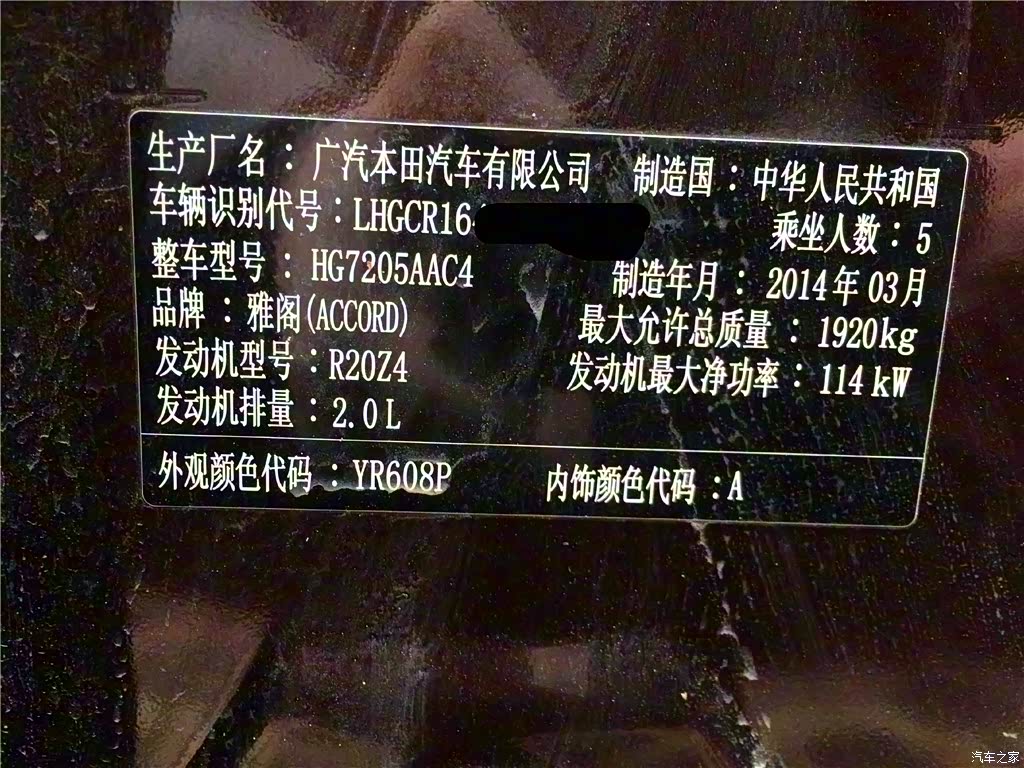 生产厂名：广汽本田汽车有限公司 制造国：中华人民共和国
车辆识别代号：LHGCR16 乘坐人数：5
整车型号：HG7205AAC4 制造年月：2014年03月
品牌：雅阁(ACCORD) 最大允许总质量：1920kg
发动机型号：R20Z4 发动机最大净功率：114kW
发动机排量：2.0L
外观颜色代码：YR608P 内饰颜色代码：A
汽车之家